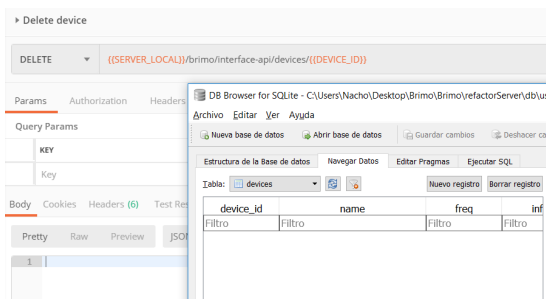 Delete device
DELETE {{SERVER_LOCAL}}/brimo/interface-api/devices/{{DEVICE_ID}}
Params Authorization Headers
Query Params
KEY
Key
Body Cookies Headers (6) Test Res
Pretty Raw Preview JSON
1
DB Browser for SQLite - C:\Users\Nacho\Desktop\Brimo\Brimo\refactorServer\db\us
Archivo Editar Ver Ayuda
Nueva base de datos Abrir base de datos Guardar cambios Deshacer ca
Estructura de la Base de datos Navegar Datos Editar Pragmas Ejecutar SQL
Tabla: devices Nuevo registro Borrar registro
device_id name freq inf
Filtro Filtro Filtro Filtro